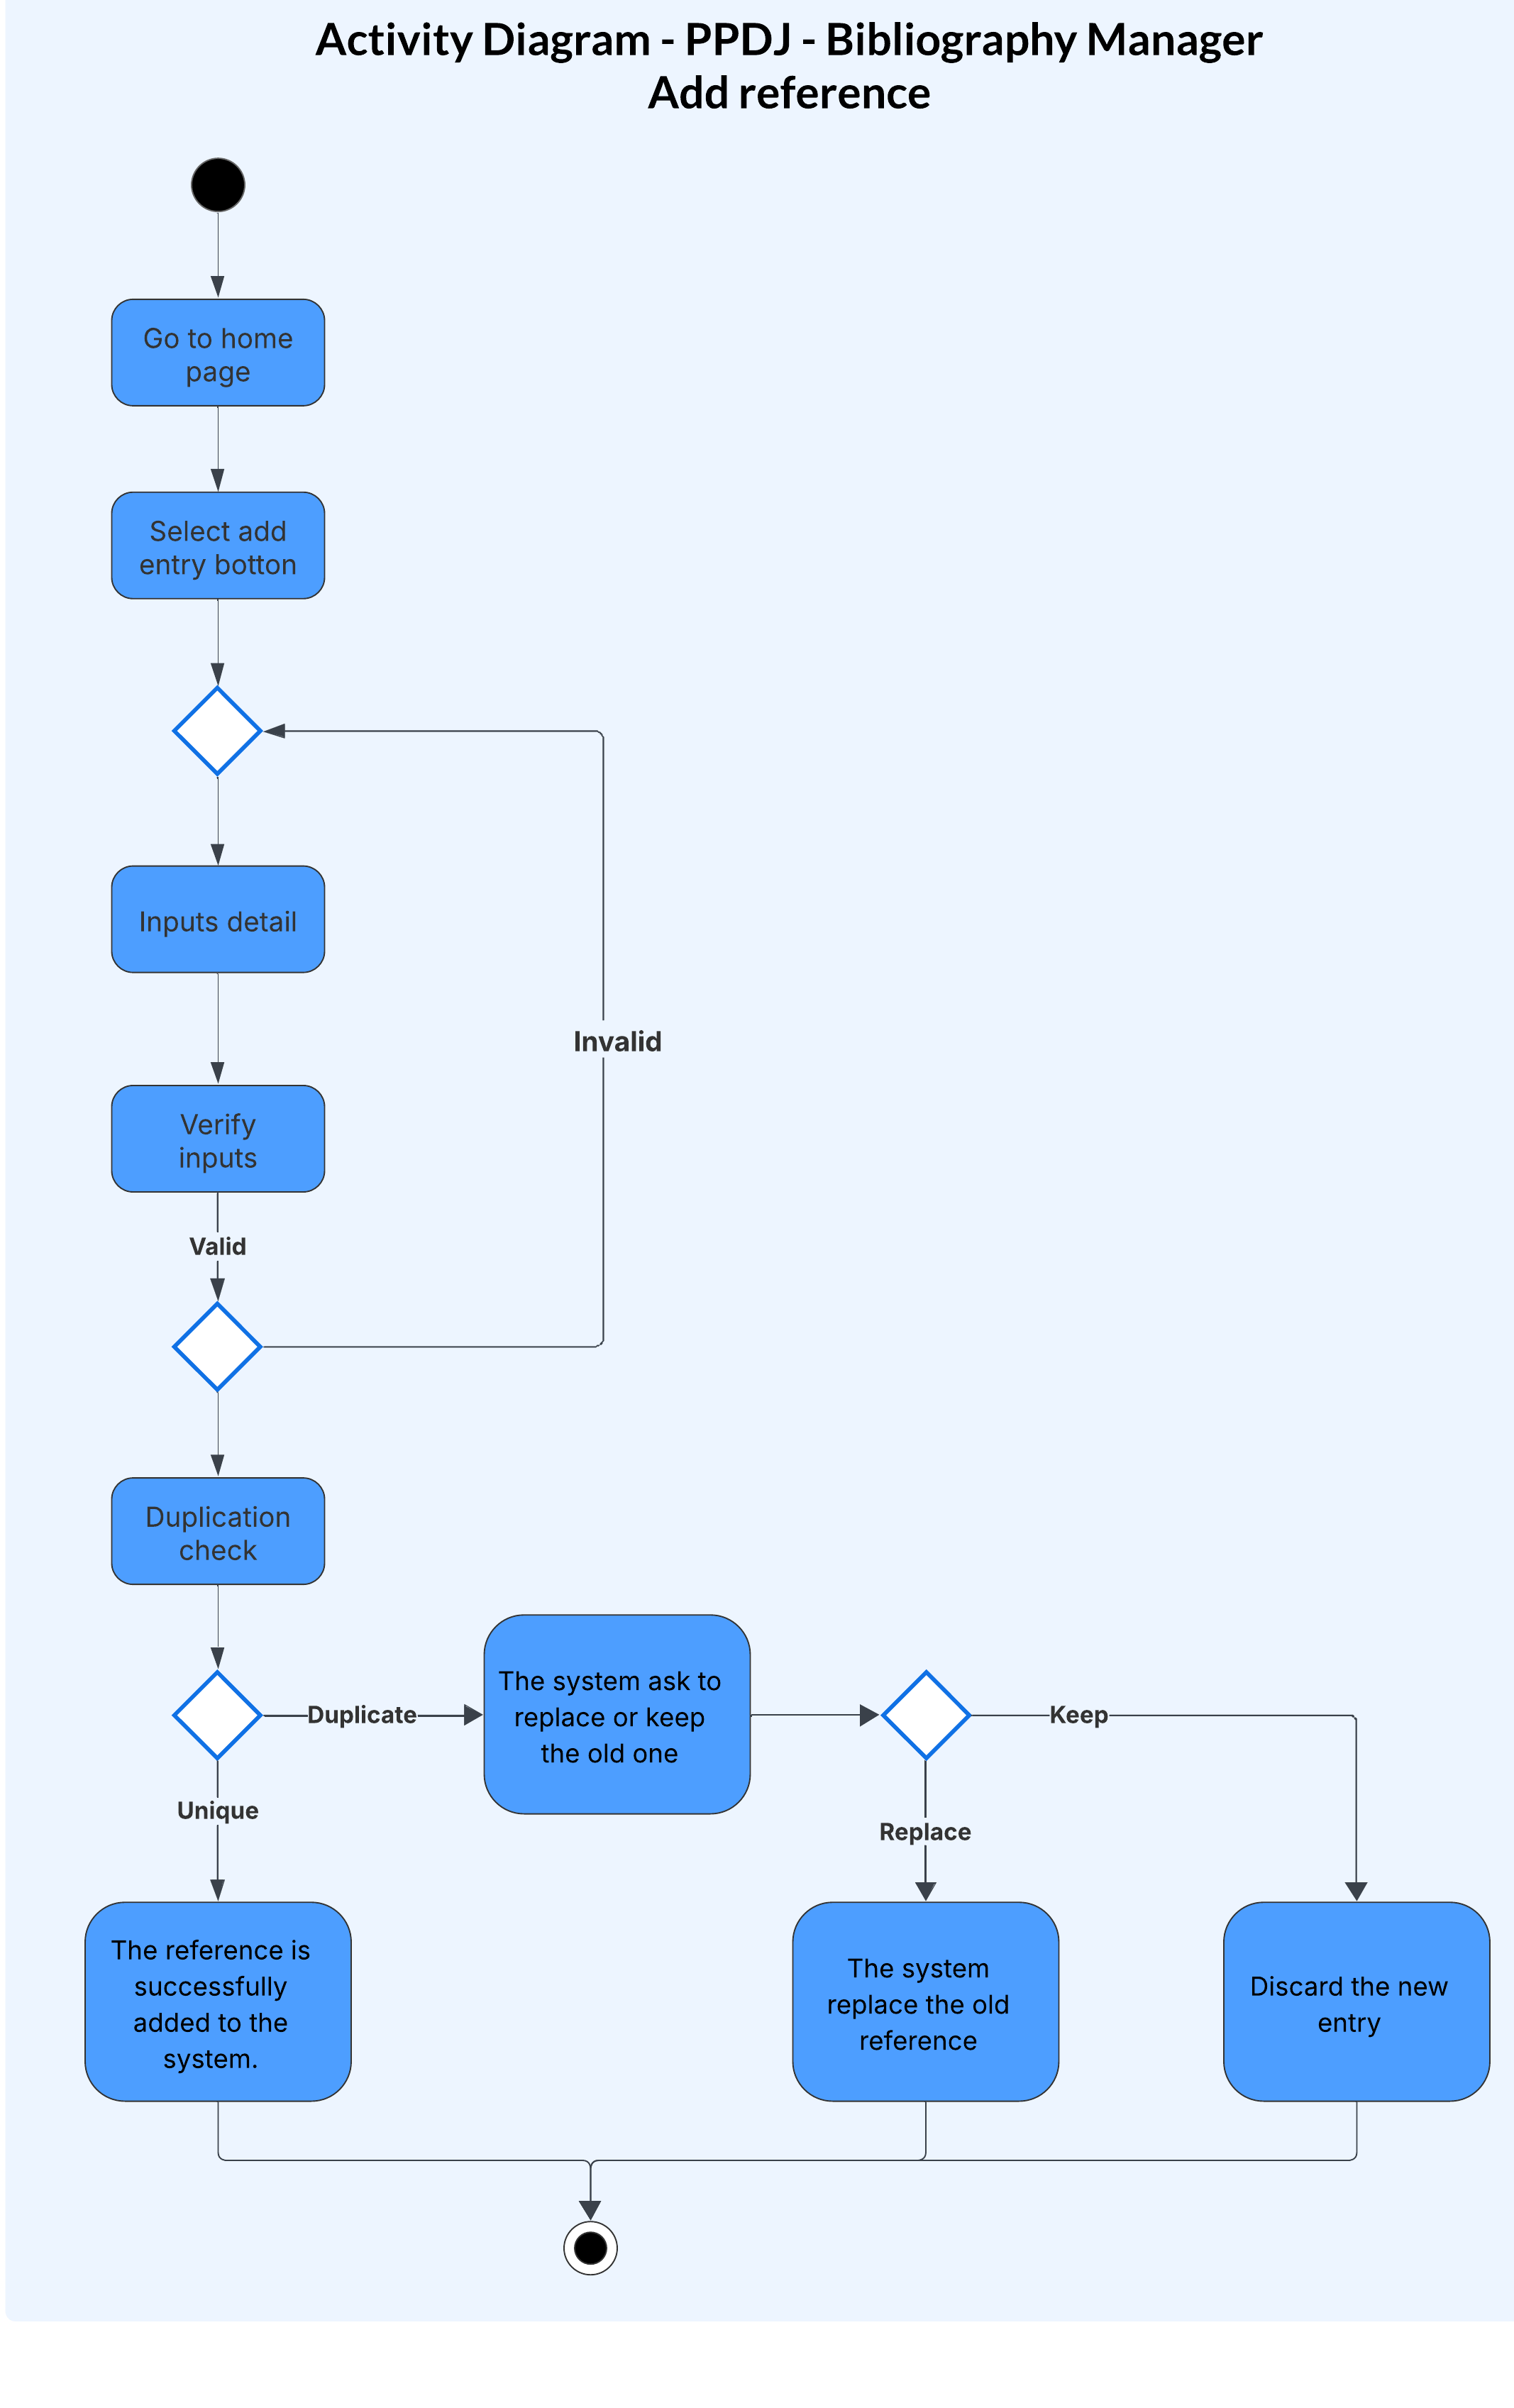 Activity Diagram - PPDJ - Bibliography Manager
Add reference
Go to home
page
Select add
entry botton
Inputs detail
Invalid
Verify
inputs
Valid
Duplication
check
The system ask to
replace or keep
the old one
Duplicate
Keep
Unique
Replace
The reference is
successfully
added to the
system.
The system
replace the old
reference
Discard the new
entry